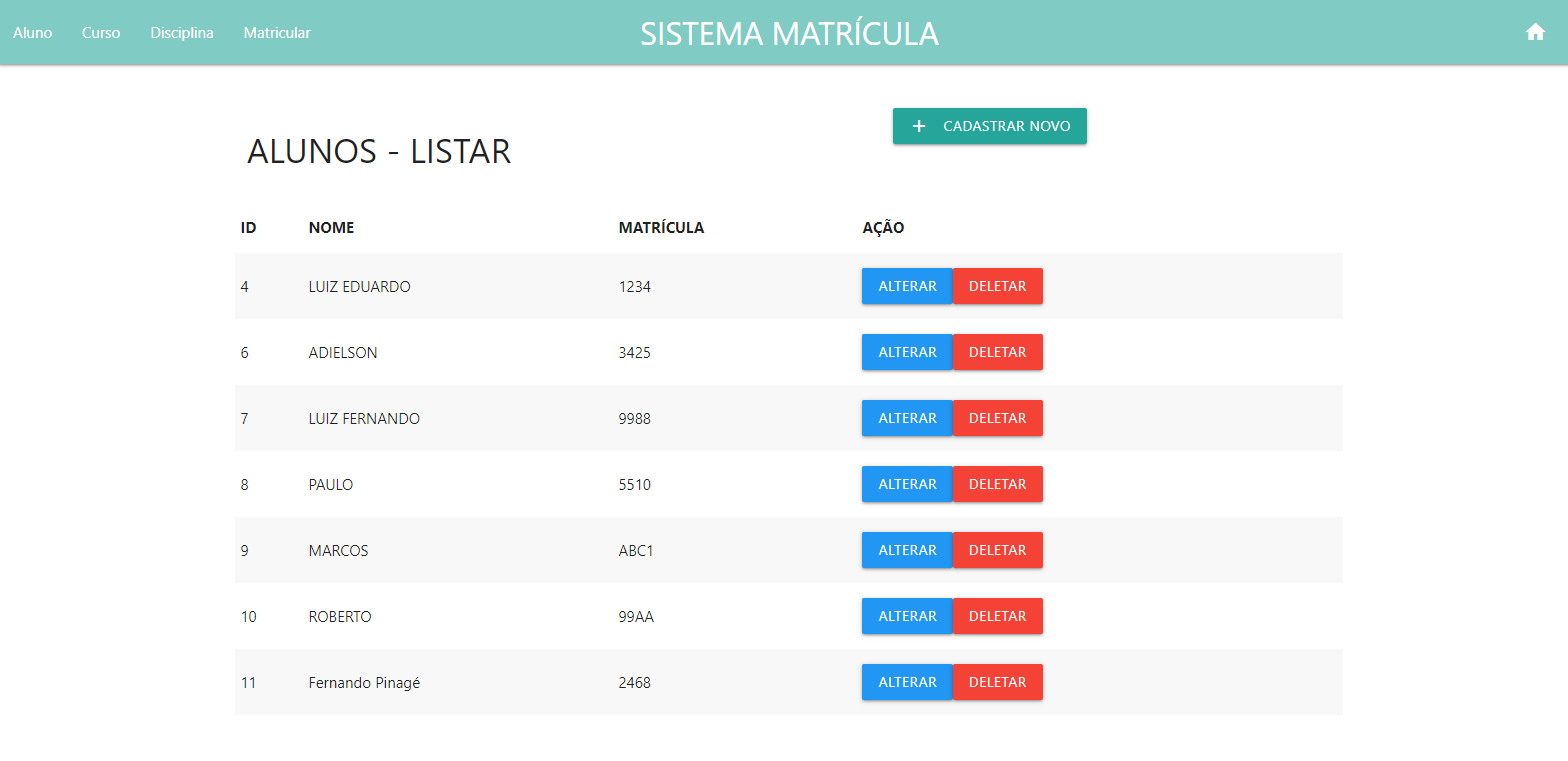 Aluno Curso Disciplina Matricular SISTEMA MATRÍCULA
CADASTRAR NOVO
ALUNOS - LISTAR
ID NOME MATRÍCULA AÇÃO
4 LUIZ EDUARDO 1234 ALTERAR DELETAR
6 ADIELSON 3425 ALTERAR DELETAR
7 LUIZ FERNANDO 9988 ALTERAR DELETAR
8 PAULO 5510 ALTERAR DELETAR
9 MARCOS ABC1 ALTERAR DELETAR
10 ROBERTO 99AA ALTERAR DELETAR
11 Fernando Pinagé 2468 ALTERAR DELETAR